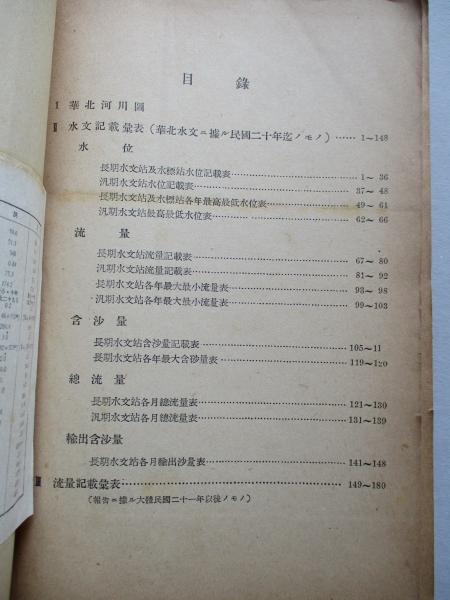 目錄
I 華北河川圖
II 水文記載彙表(華北水文ニ據ル民國二十年迄ノモノ)…… 1~148
水位
長期水文站及水標站水位記載表…… 1~36
汛期水文站水位記載表…… 37~48
長期水文站及水標站各年最高最低水位表…… 49~61
汛期水文站最高最低水位表…… 62~66
流量
長期水文站流量記載表…… 67~80
汛期水文站流量記載表…… 81~92
長期水文站各年最大最小流量表…… 93~98
汛期水文站各年最大最小流量表…… 99~103
含沙量
長期水文站含沙量記載表…… 105~11
長期水文站各年最大含砂量表…… 119~120
總流量
長期水文站各月總流量表…… 121~130
汛期水文站各月總流量表…… 131~139
輸出含沙量
長期水文站各月輸出沙量表…… 141~148
III 流量記載彙表…… 149~180
(報告ニ據ル大體民國二十一年以後ノモノ)